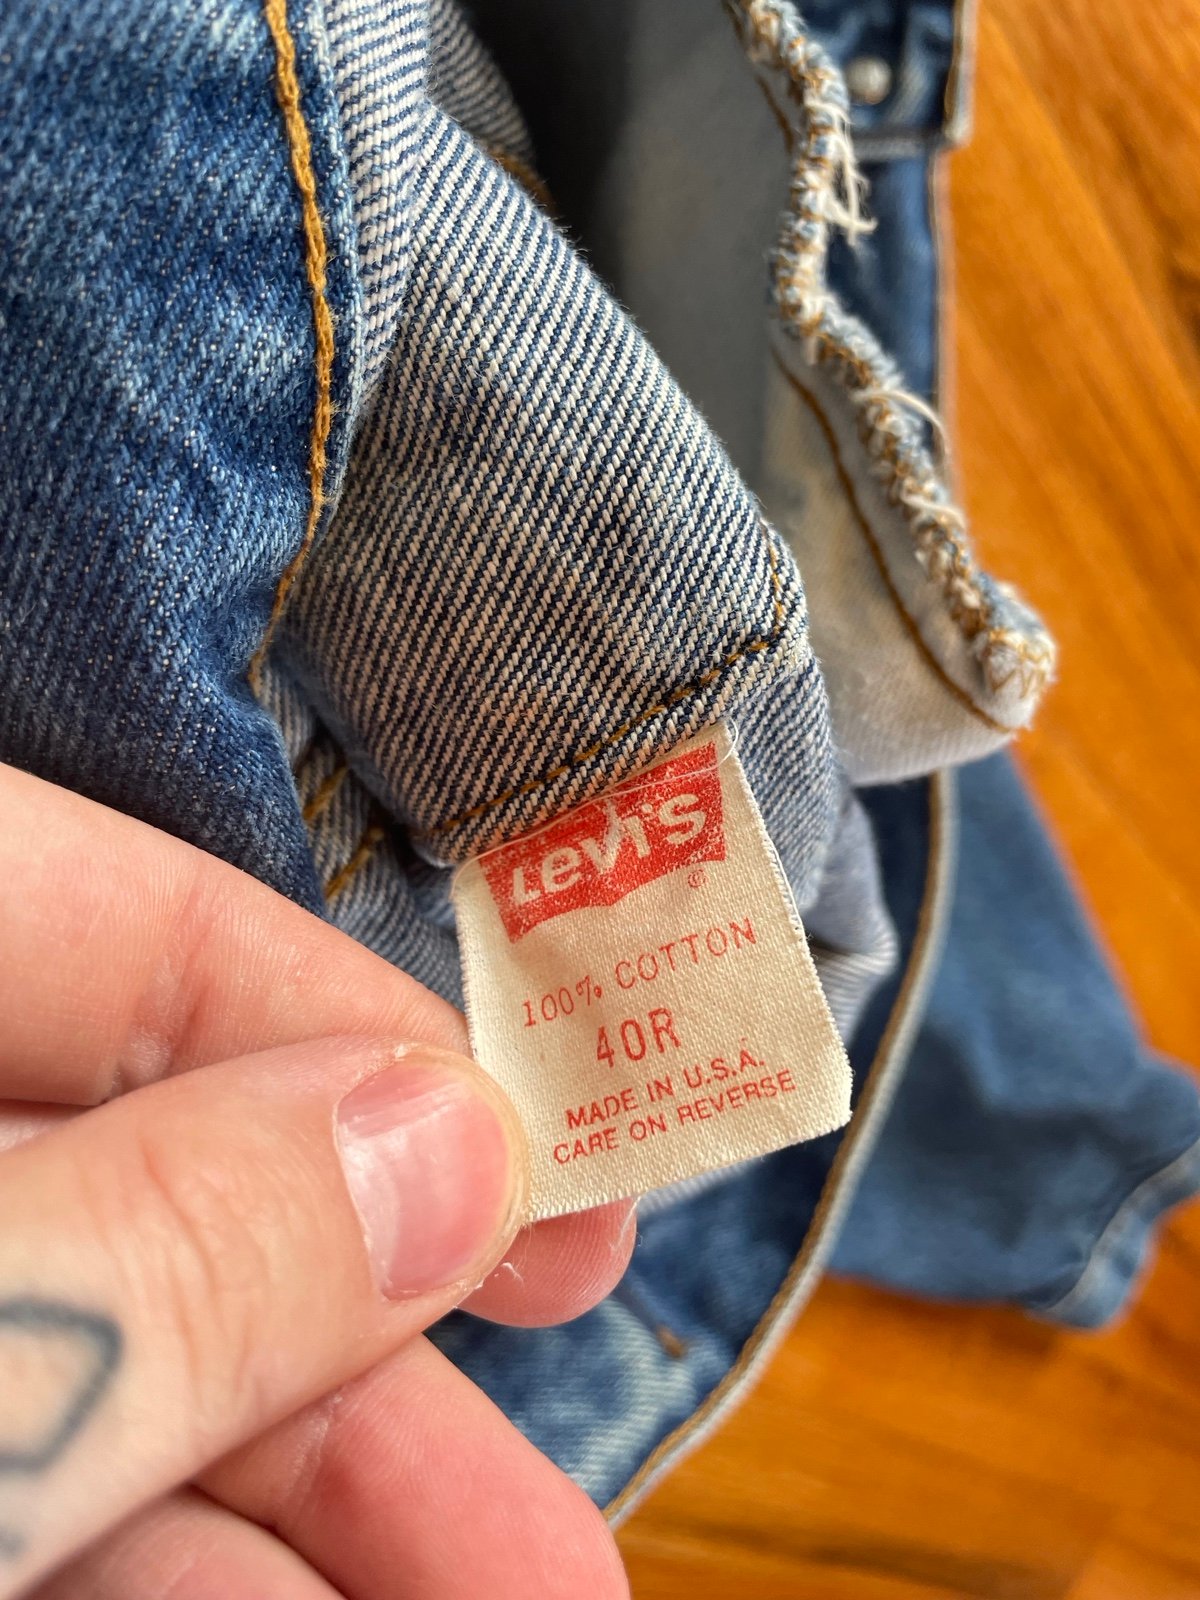 Levi's
©
100% COTTON
40R
MADE IN U.S.A.
CARE ON REVERSE